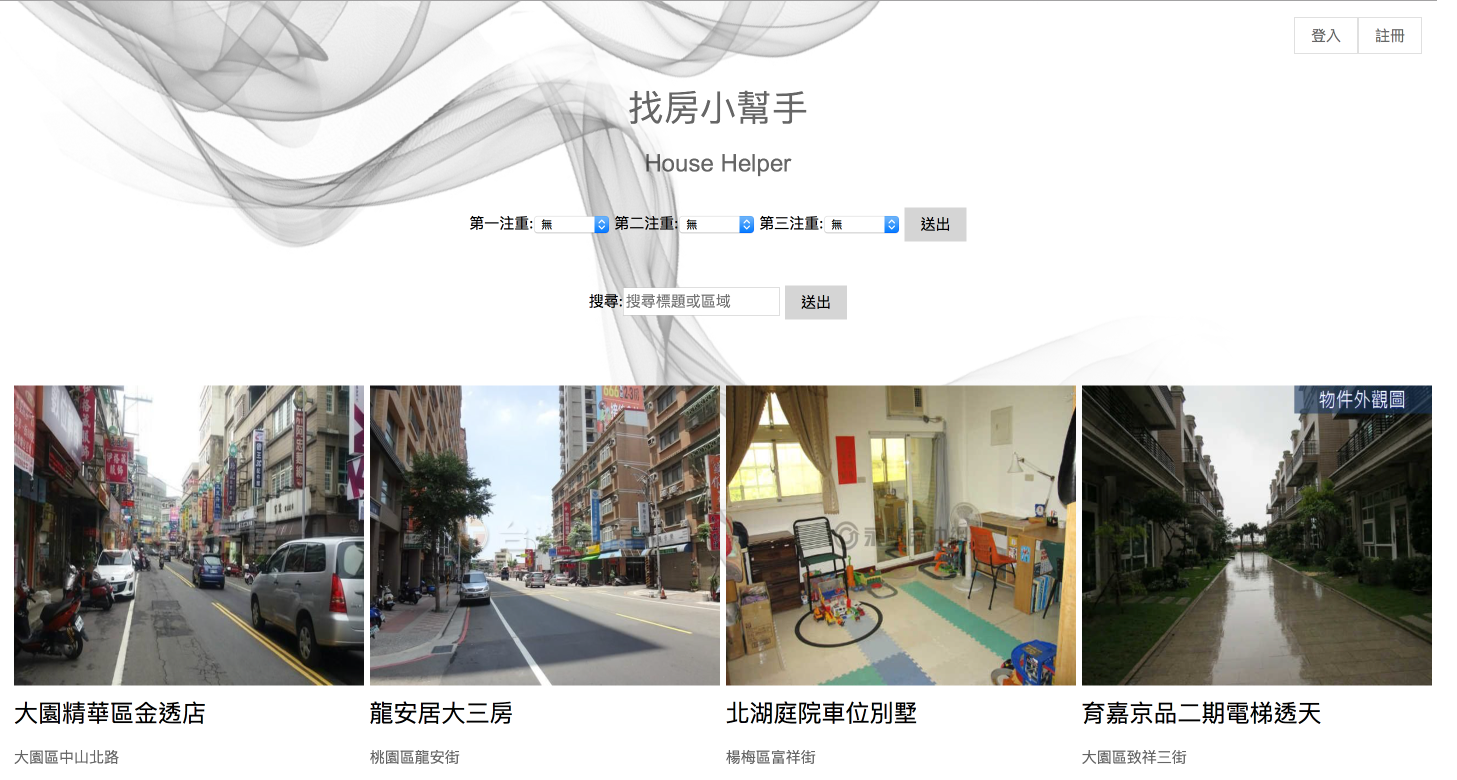 登入 註冊
找房小幫手
House Helper
第一注重: 無 第二注重: 無 第三注重: 無 送出
搜尋: 搜尋標題或區域 送出
物件外觀圖
大園精華區金透店 龍安居大三房 北湖庭院車位別墅 育嘉京品二期電梯透天
大園區中山北路 桃園區龍安街 楊梅區富祥街 大園區致祥三街